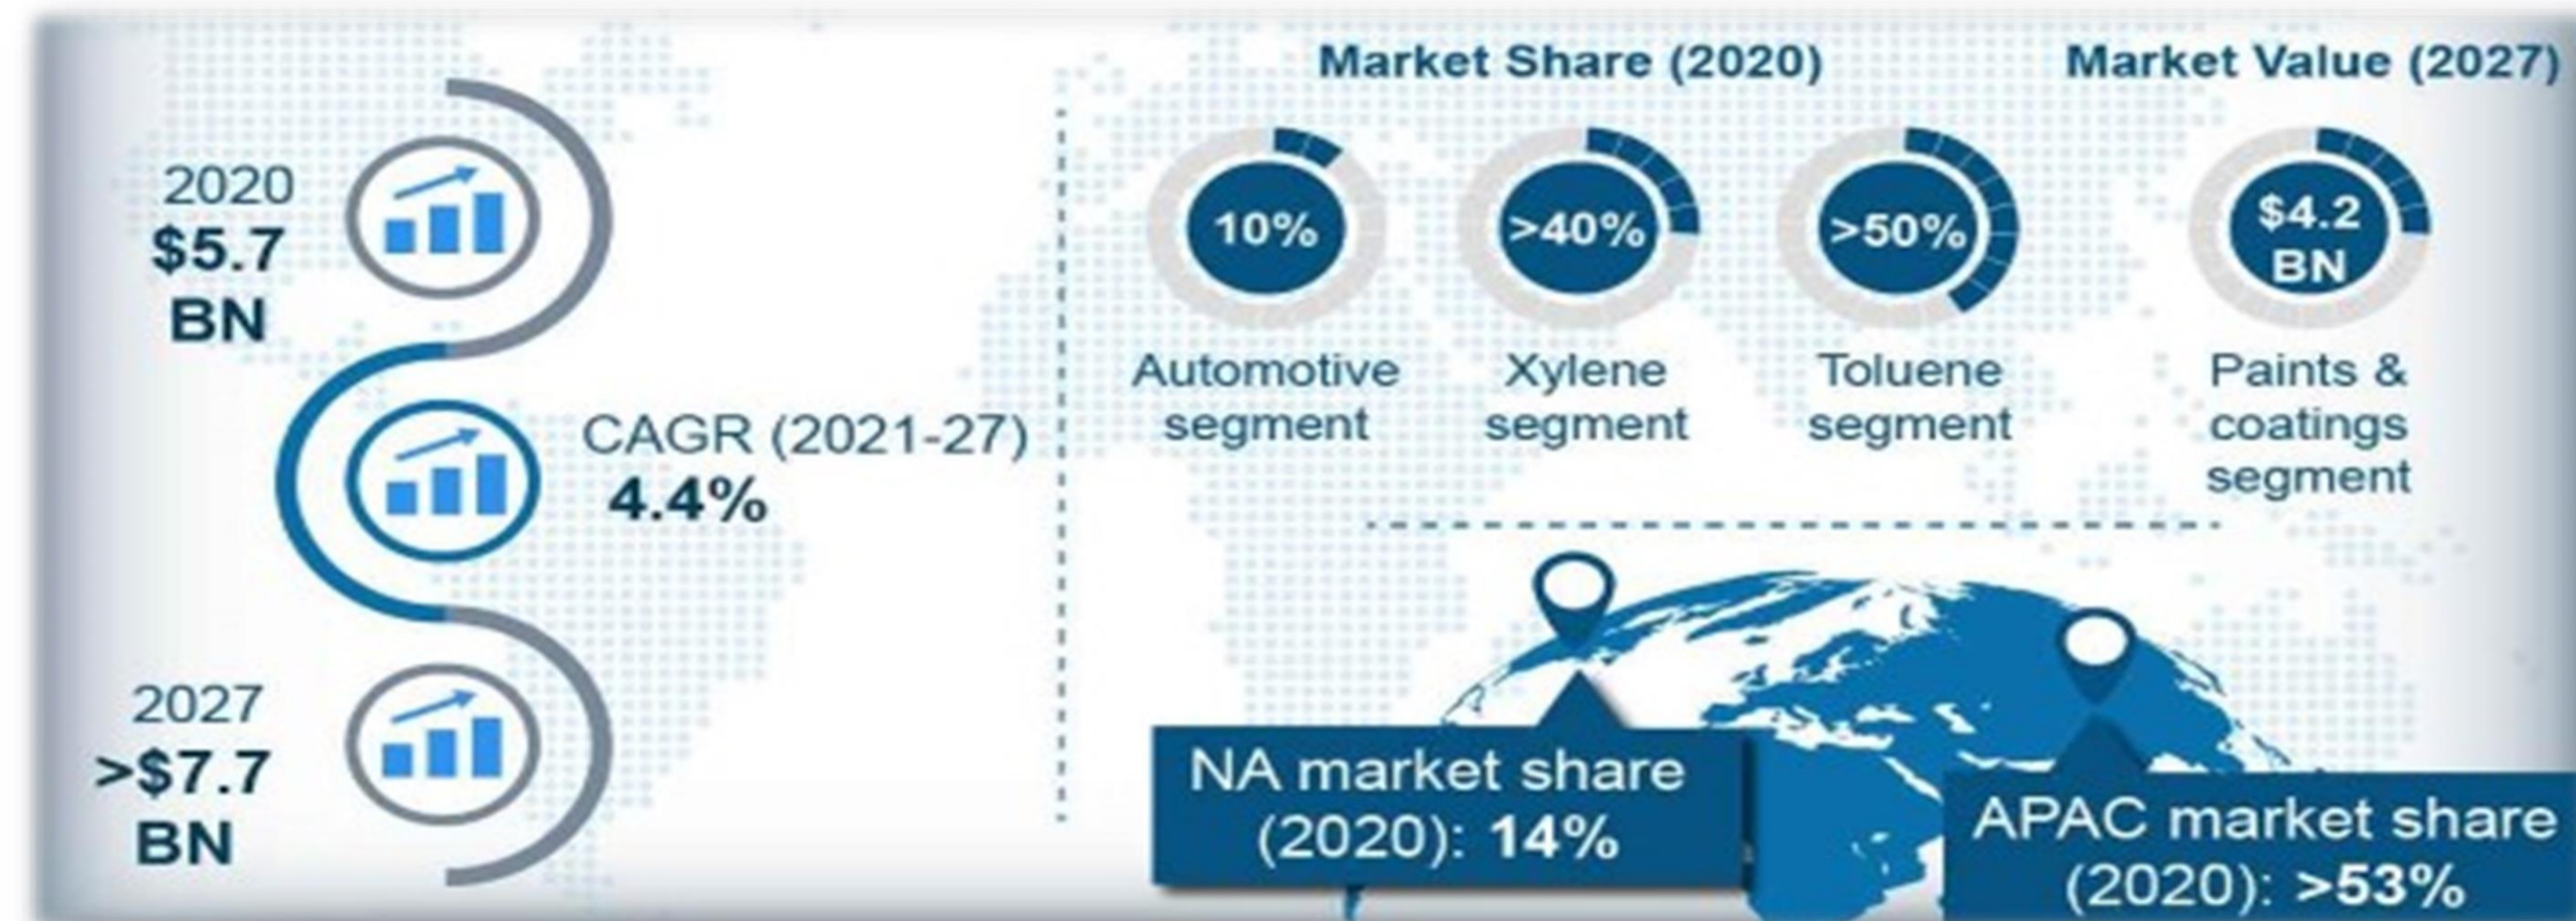 2020
$5.7
BN
CAGR (2021-27)
4.4%
2027
>$7.7
BN
Market Share (2020)
Market Value (2027)
10%
Automotive
segment
>40%
Xylene
segment
>50%
Toluene
segment
$4.2
BN
Paints &
coatings
segment
NA market share
(2020): 14%
APAC market share
(2020): >53%